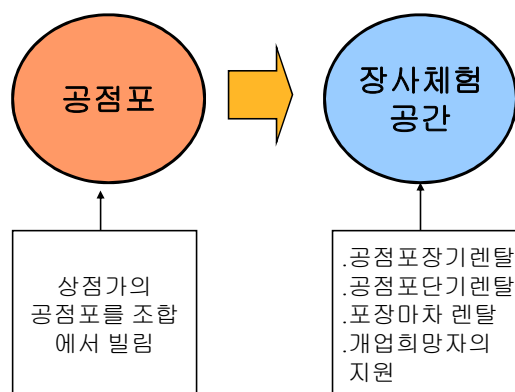 공점포
장사체험
공간
상점가의
공점포를 조합
에서 빌림
.공점포장기렌탈
.공점포단기렌탈
.포장마차 렌탈
.개업희망자의
지원